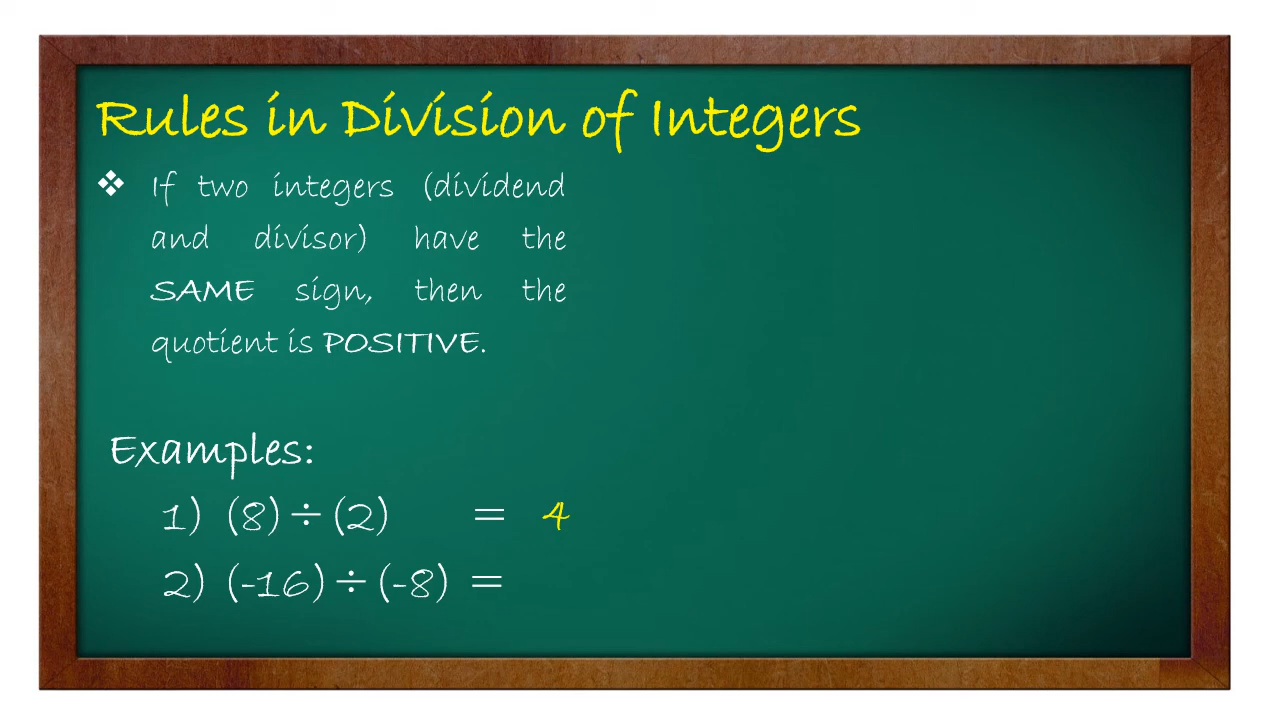 Rules in Division of Integers
❖ If two integers (dividend
and divisor) have the
SAME sign, then the
quotient is POSITIVE.
Examples:
1) (8) ÷ (2) = 4
2) (-16) ÷ (-8) =